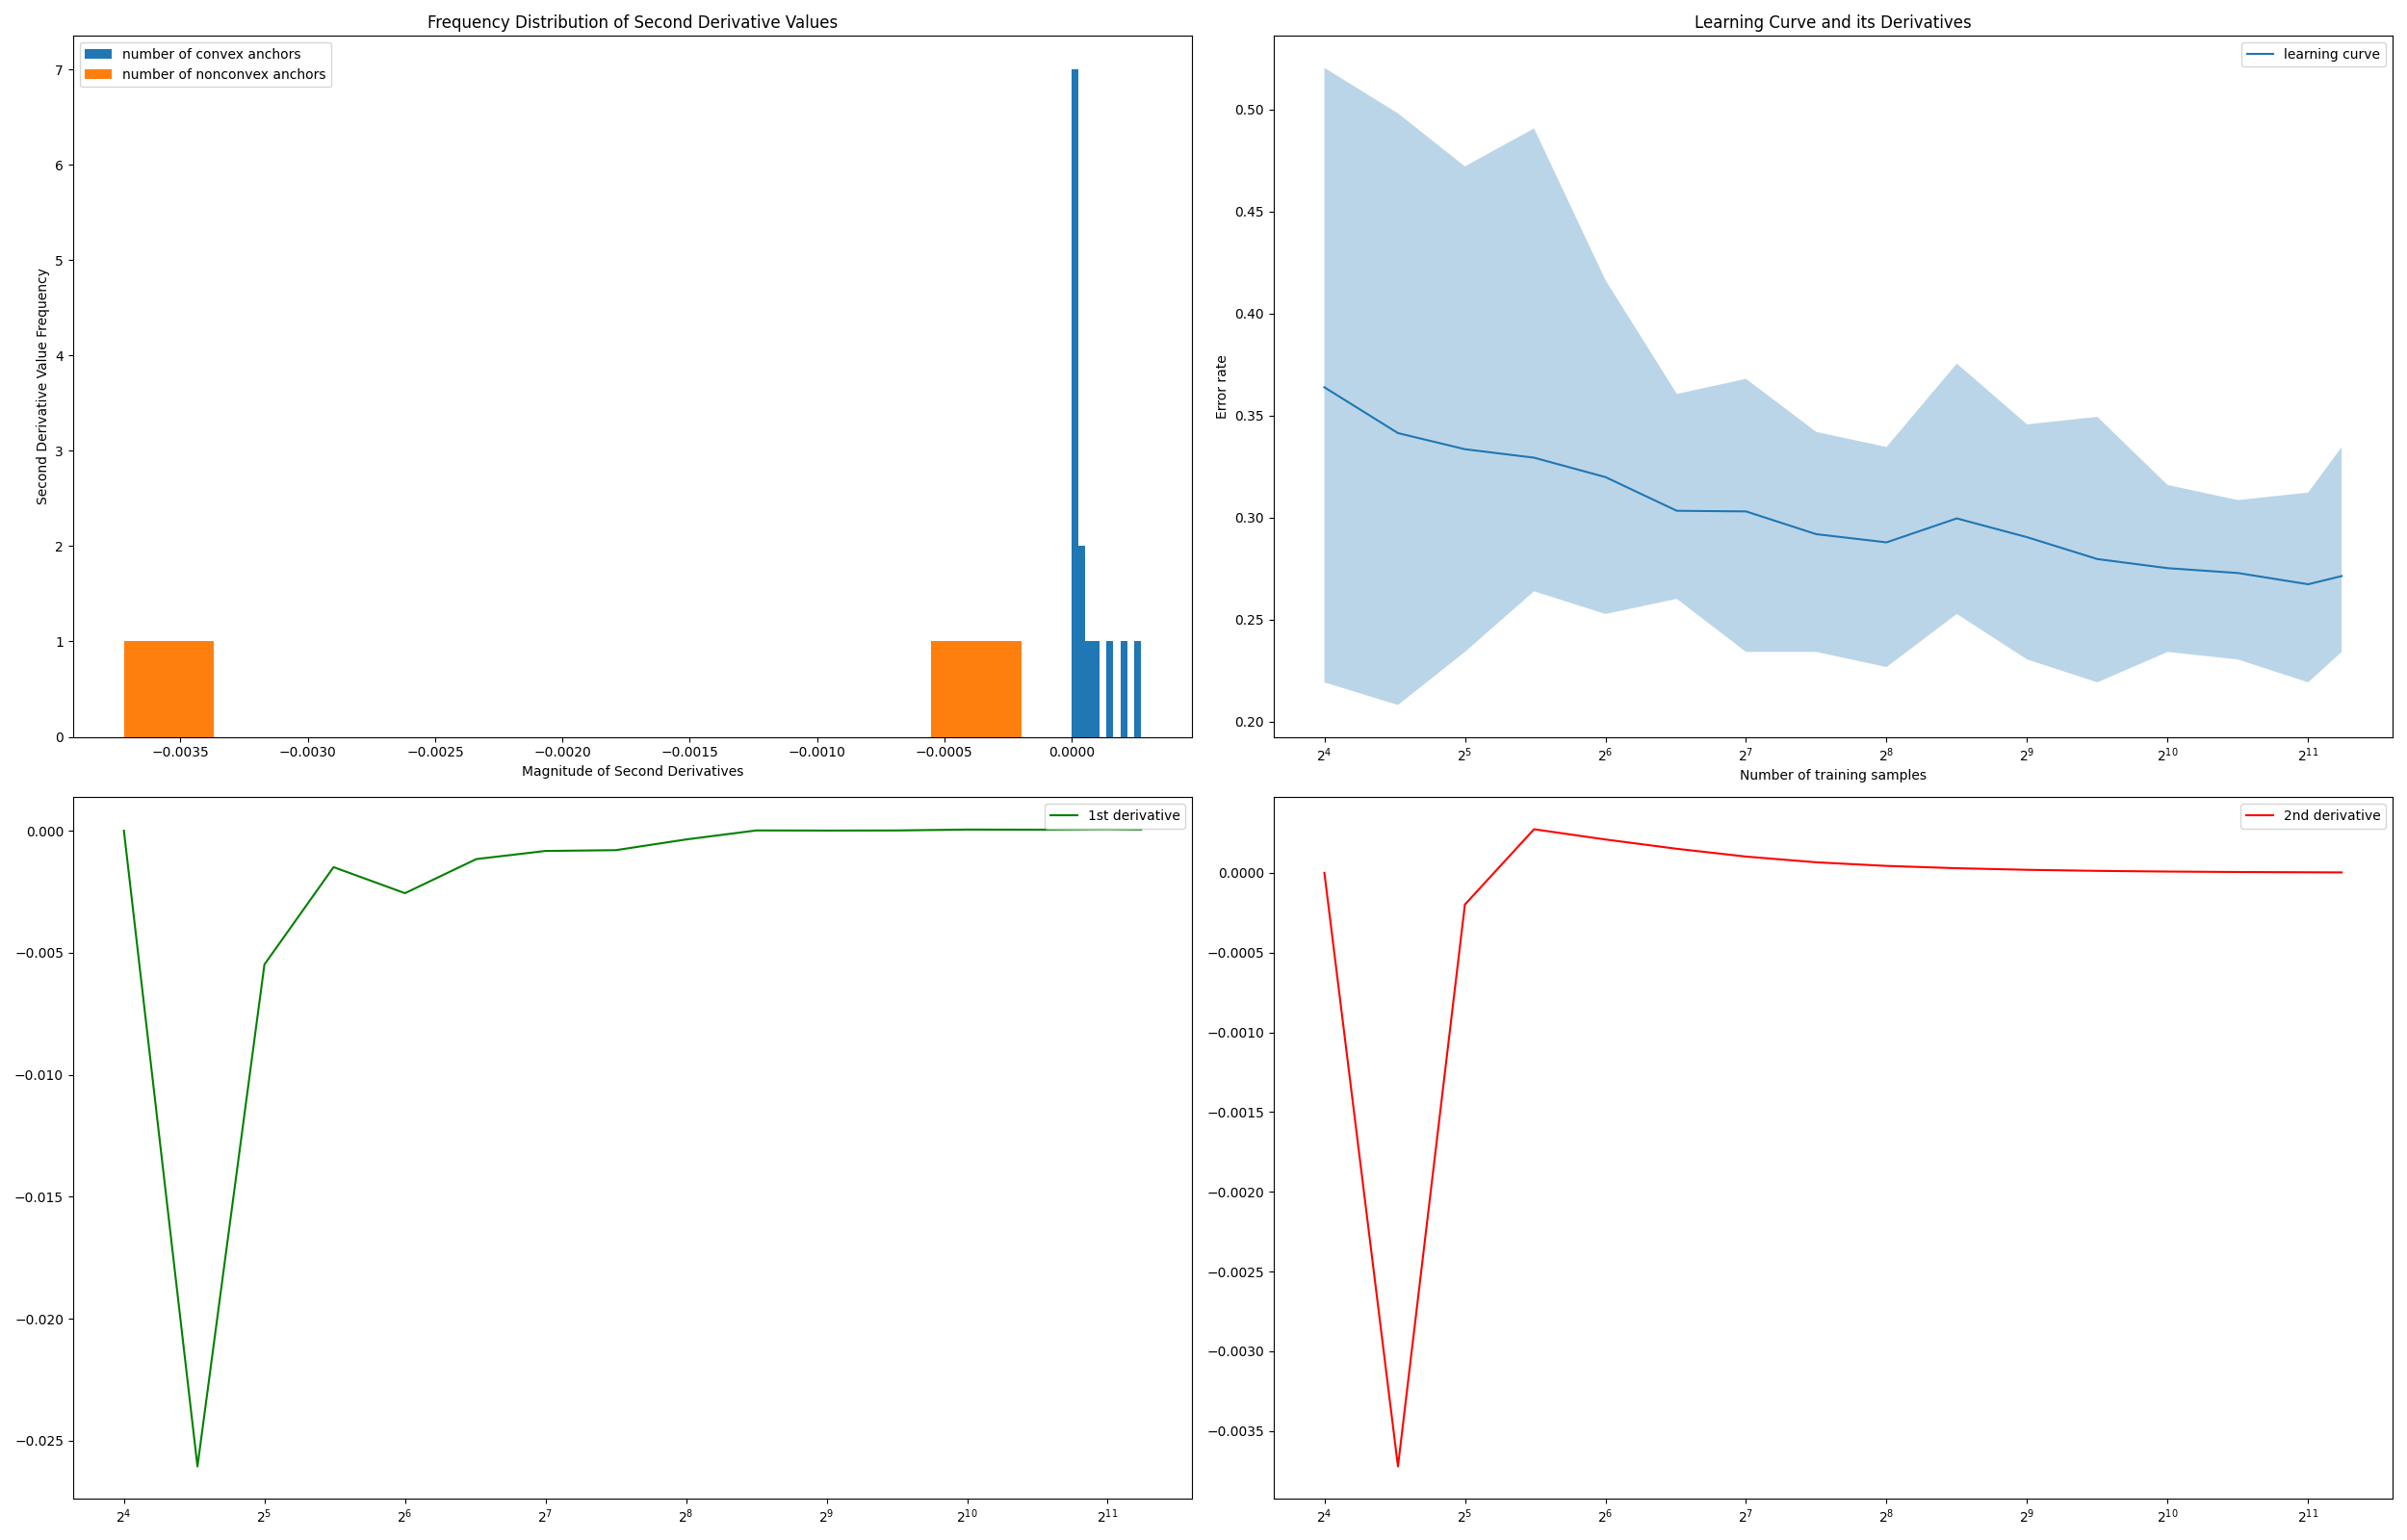 Frequency Distribution of Second Derivative Values
number of convex anchors
number of nonconvex anchors
7
6
5
4
3
2
1
0
Second Derivative Value Frequency
−0.0035 −0.0030 −0.0025 −0.0020 −0.0015 −0.0010 −0.0005 0.0000
Magnitude of Second Derivatives
Learning Curve and its Derivatives
learning curve
0.50
0.45
0.40
0.35
0.30
0.25
0.20
Error rate
2⁴ 2⁵ 2⁶ 2⁷ 2⁸ 2⁹ 2¹⁰ 2¹¹
Number of training samples
1st derivative
0.000
−0.005
−0.010
−0.015
−0.020
−0.025
2⁴ 2⁵ 2⁶ 2⁷ 2⁸ 2⁹ 2¹⁰ 2¹¹
2nd derivative
0.0000
−0.0005
−0.0010
−0.0015
−0.0020
−0.0025
−0.0030
−0.0035
2⁴ 2⁵ 2⁶ 2⁷ 2⁸ 2⁹ 2¹⁰ 2¹¹